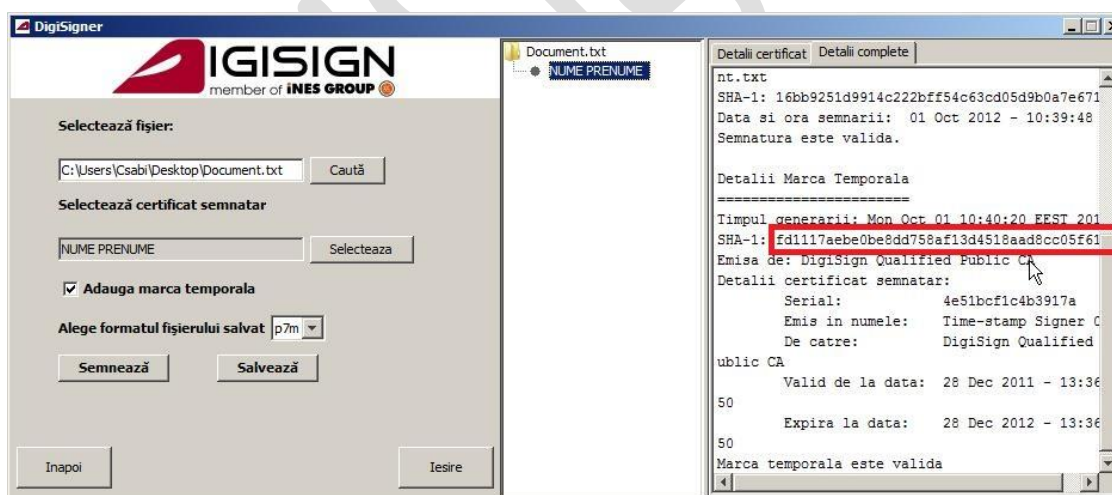 DigiSigner
IGISIGN
member of iNES GROUP
Selectează fişier:
C:\Users\Csabi\Desktop\Document.txt
Caută
Selectează certificat semnatar
NUME PRENUME
Selecteaza
Adauga marca temporala
Alege formatul fişierului salvat
p7m
Semnează
Salvează
Inapoi
Iesire
Document.txt
NUME PRENUME
Detalii certificat
Detalii complete
nt.txt
SHA-1: 16bb9251d9914c222bff54c63cd05d9b0a7e671
Data si ora semnarii: 01 Oct 2012 - 10:39:48
Semnatura este valida.
Detalii Marca Temporala
=======================
Timpul generarii: Mon Oct 01 10:40:20 EEST 201
SHA-1: fd1117aebe0be8dd758af13d4518aad8cc05f61
Emisa de: DigiSign Qualified Public CA
Detalii certificat semnatar:
Serial: 4e51bcf1c4b3917a
Emis in numele: Time-stamp Signer
De catre: DigiSign Qualified
ublic CA
Valid de la data: 28 Dec 2011 - 13:36
50
Expira la data: 28 Dec 2012 - 13:36
50
Marca temporala este valida